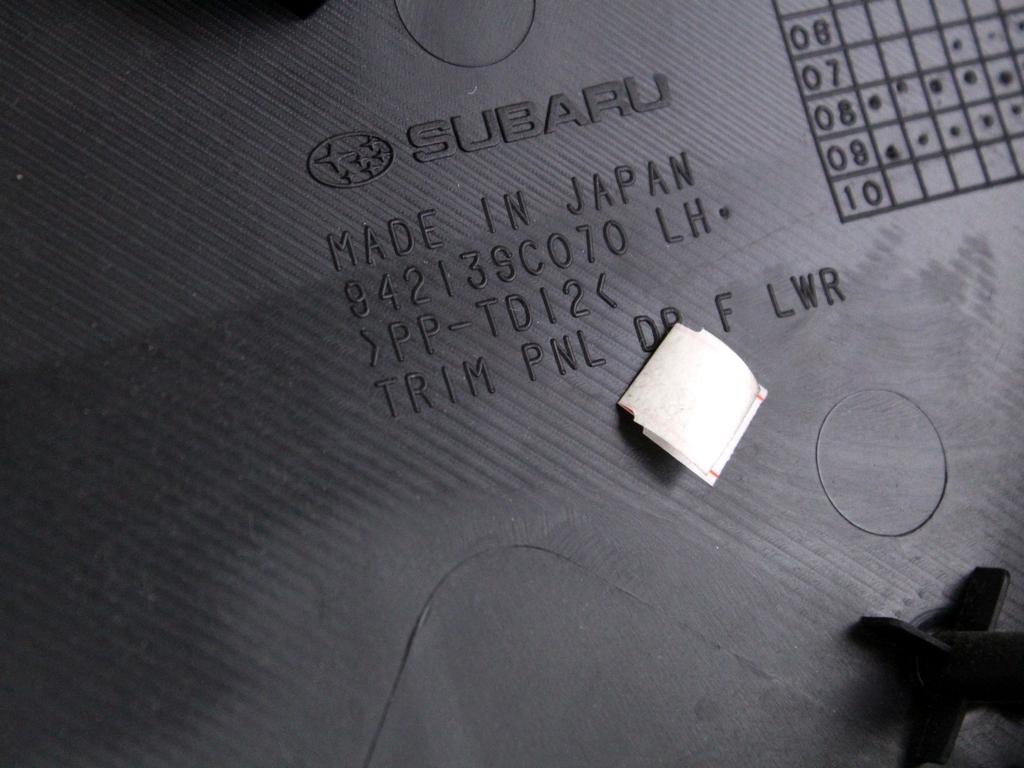 SUBARU
MADE IN JAPAN
94213SC070 LH.
>PP-TD12<
TRIM PNL DR F LWR
06
07
08
09
10